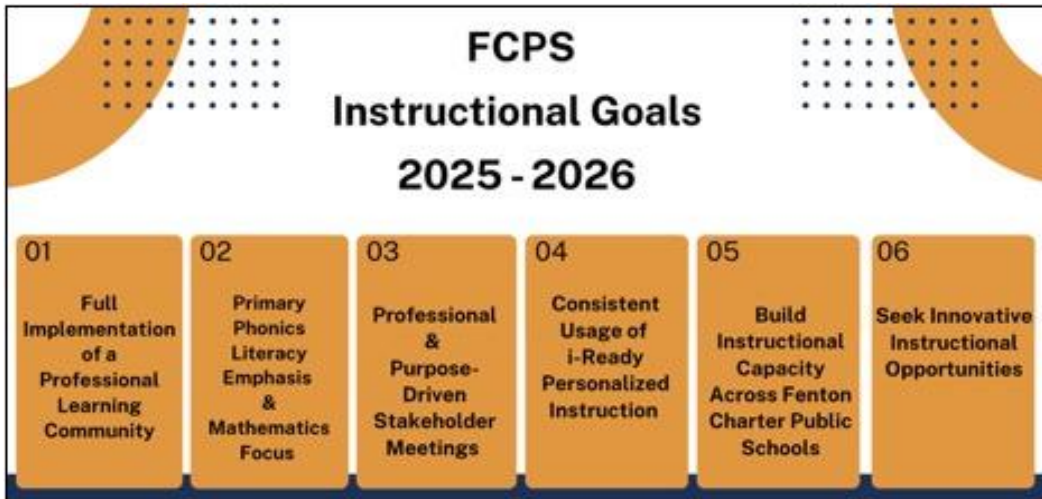 FCPS
Instructional Goals
2025 - 2026
01
Full
Implementation
of a
Professional
Learning
Community
02
Primary
Phonics
Literacy
Emphasis
&
Mathematics
Focus
03
Professional
&
Purpose-
Driven
Stakeholder
Meetings
04
Consistent
Usage of
i-Ready
Personalized
Instruction
05
Build
Instructional
Capacity
Across Fenton
Charter Public
Schools
06
Seek Innovative
Instructional
Opportunities